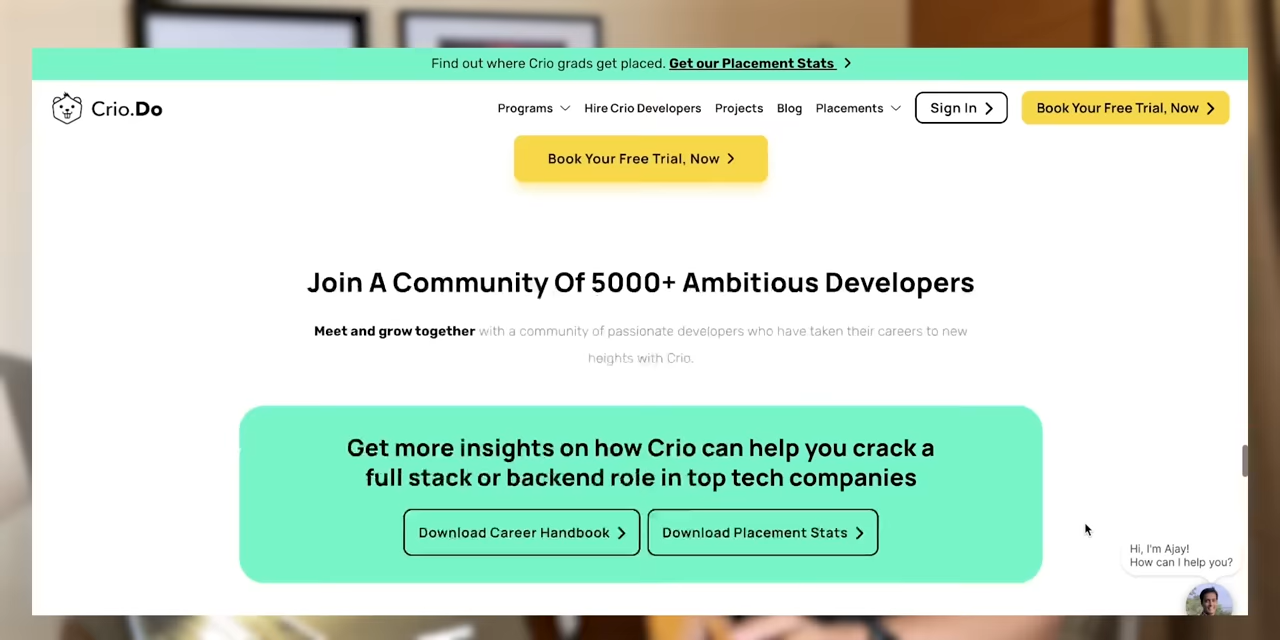 Find out where Crio grads get placed. Get our Placement Stats
Crio.Do
Programs
Hire Crio Developers
Projects
Blog
Placements
Sign In
Book Your Free Trial, Now
Book Your Free Trial, Now
Join A Community Of 5000+ Ambitious Developers
Meet and grow together with a community of passionate developers who have taken their careers to new
heights with Crio.
Get more insights on how Crio can help you crack a
full stack or backend role in top tech companies
Download Career Handbook
Download Placement Stats
Hi, I'm Ajay!
How can I help you?